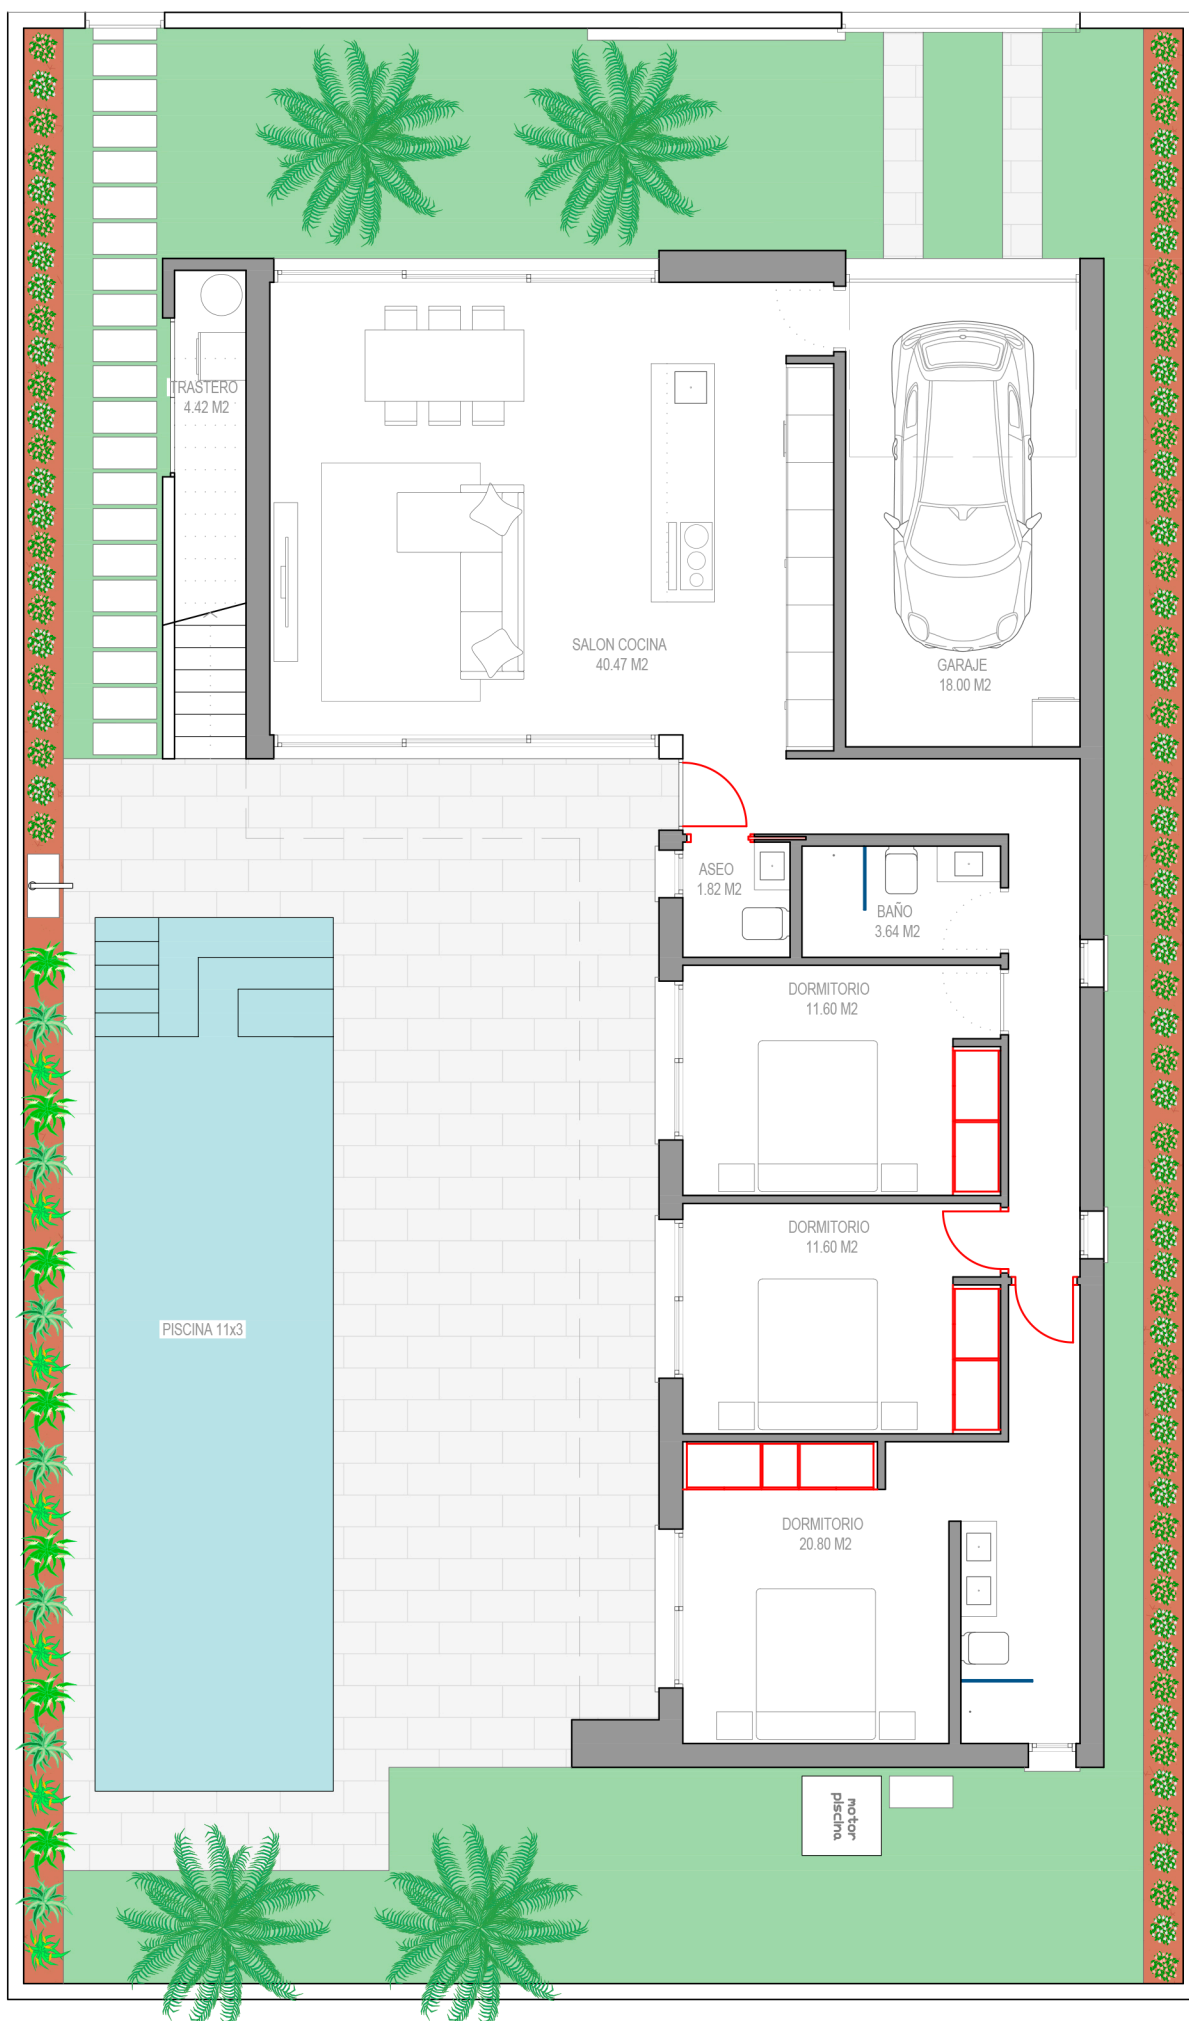 TRASTERO
4.42 M2
SALON COCINA
40.47 M2
GARAJE
18.00 M2
ASEO
1.82 M2
BAÑO
3.64 M2
DORMITORIO
11.60 M2
DORMITORIO
11.60 M2
PISCINA 11x3
DORMITORIO
20.80 M2
motor
piscina